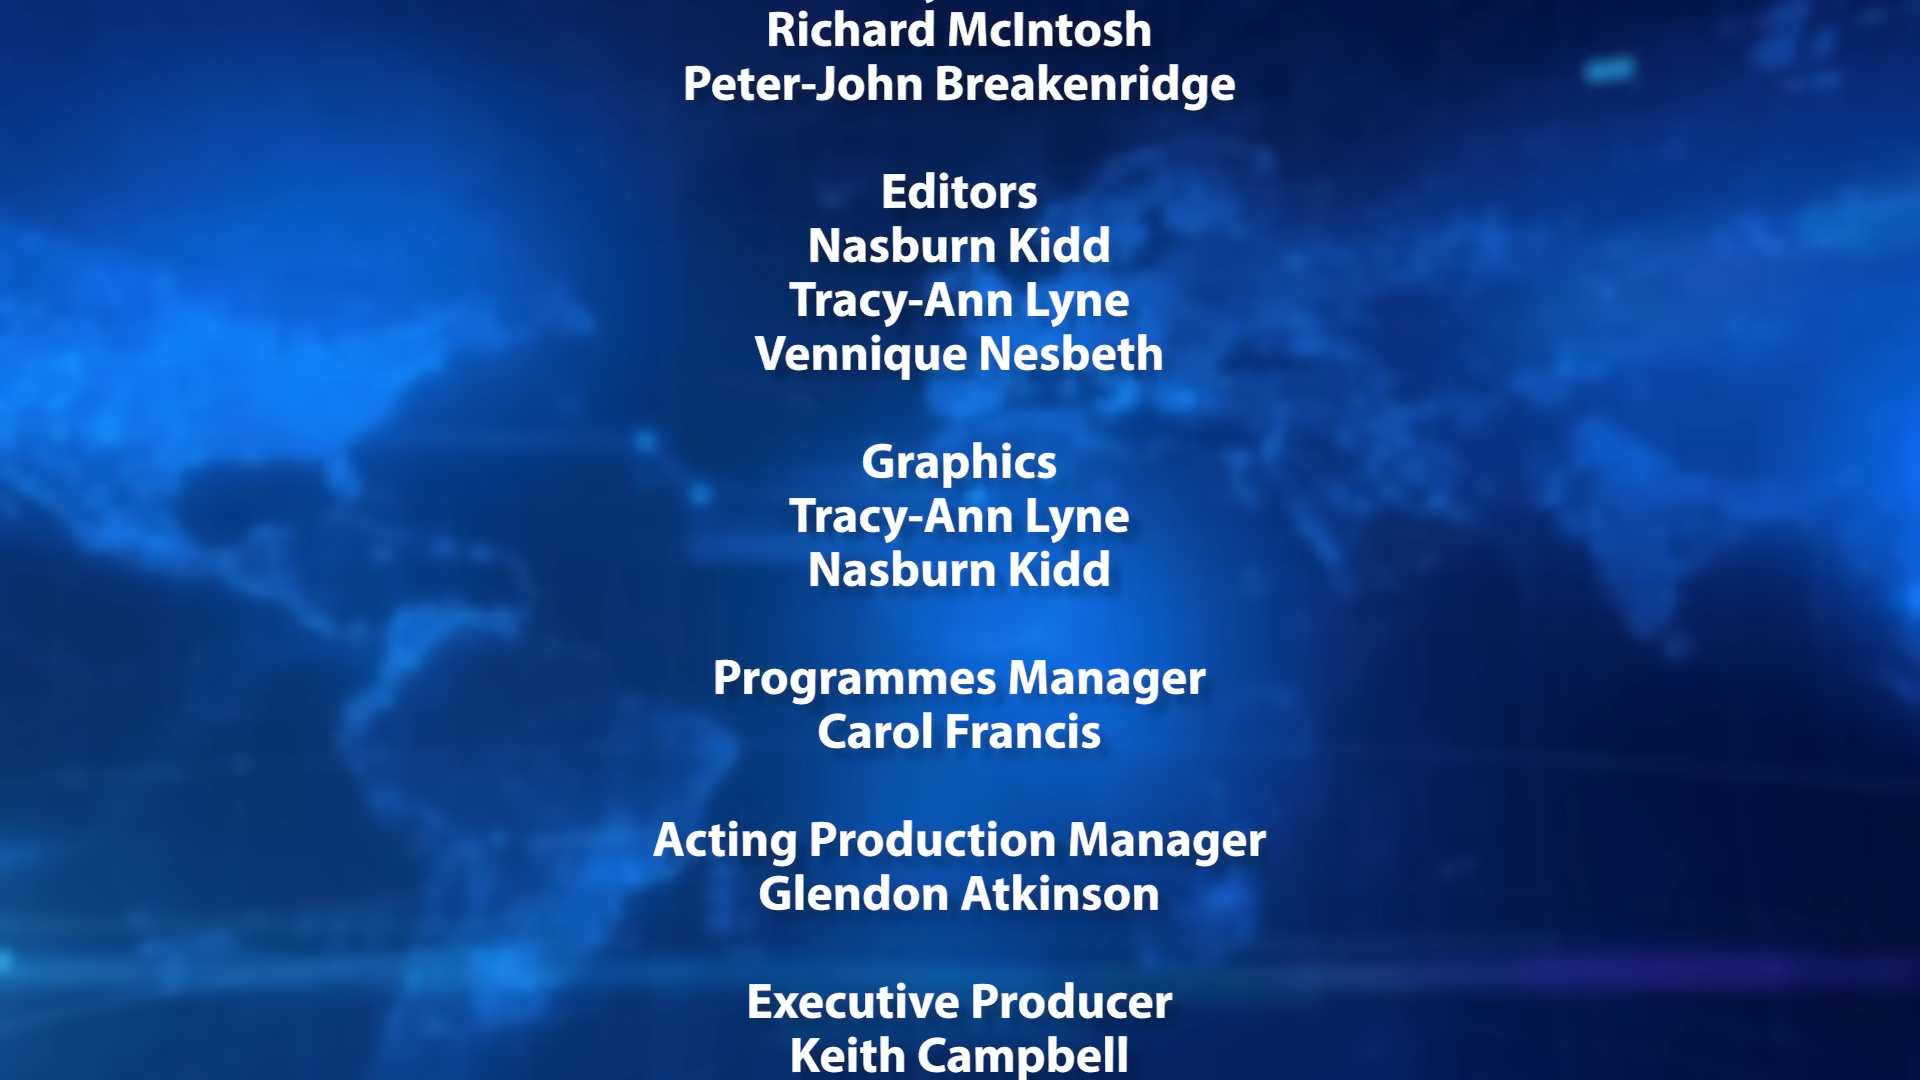 Richard McIntosh
Peter-John Breakenridge
Editors
Nasburn Kidd
Tracy-Ann Lyne
Vennique Nesbeth
Graphics
Tracy-Ann Lyne
Nasburn Kidd
Programmes Manager
Carol Francis
Acting Production Manager
Glendon Atkinson
Executive Producer
Keith Campbell